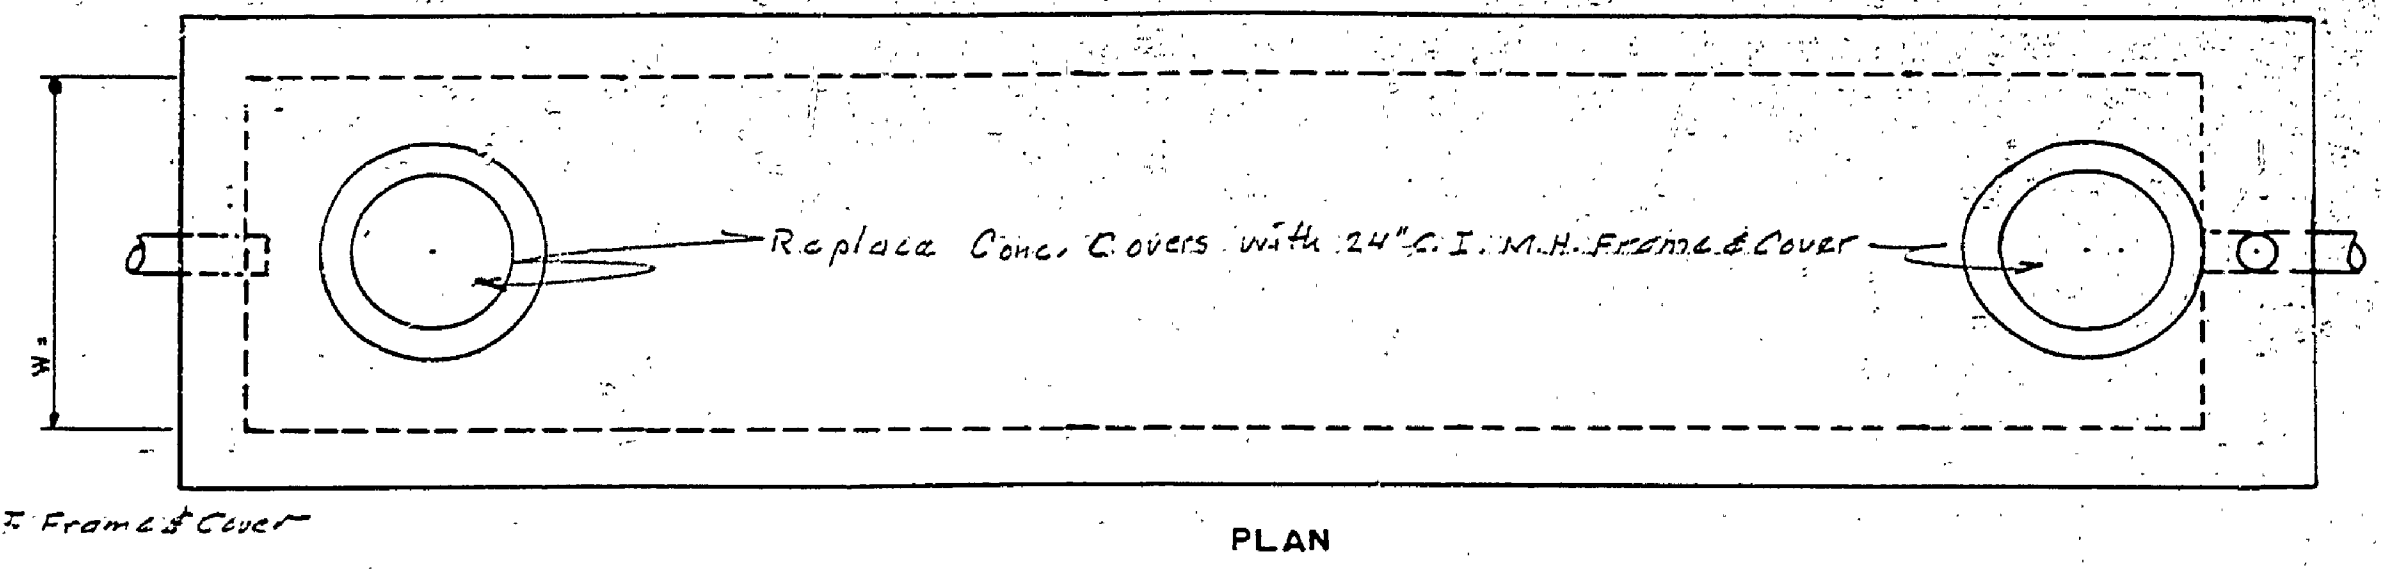 Replace Conc. Covers with 24" C.I. M.H. Frame & Cover
W =
I Frame & Cover
PLAN